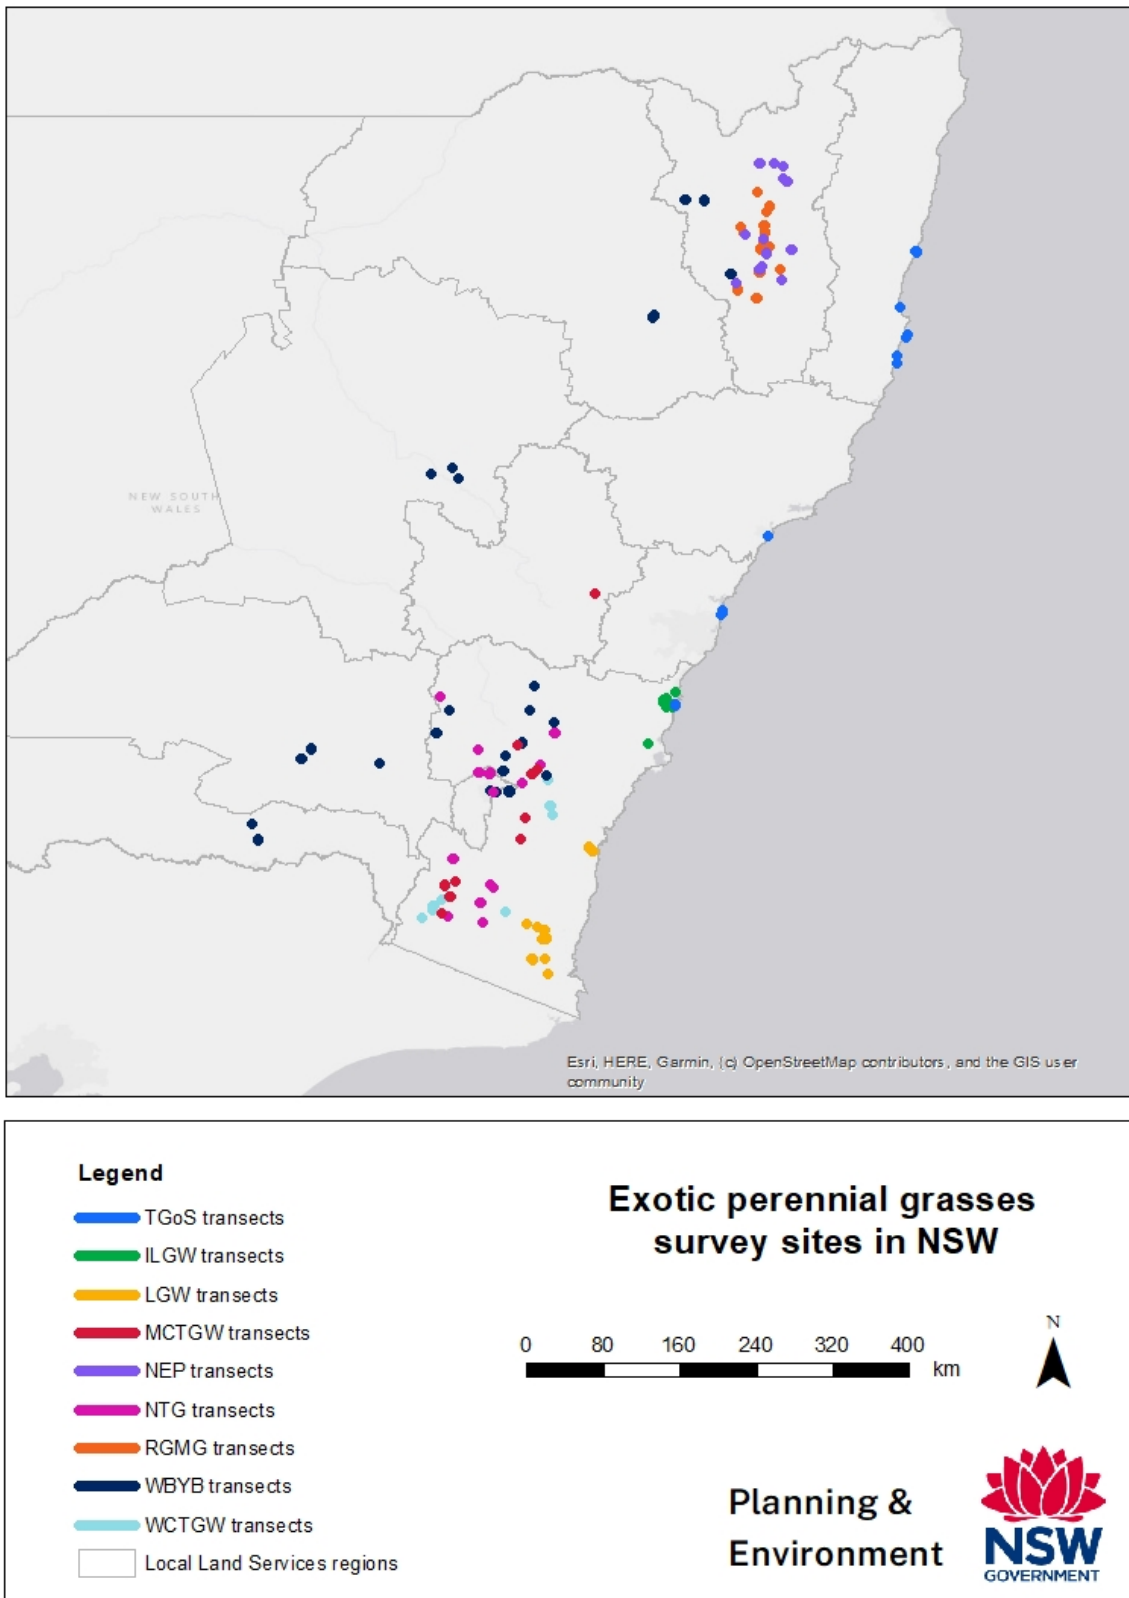 NEW SOUTH
WALES
Esri, HERE, Garmin, (c) OpenStreetMap contributors, and the GIS user
community
Legend
TGoS transects
ILGW transects
LGW transects
MCTGW transects
NEP transects
NTG transects
RGMG transects
WBYB transects
WCTGW transects
Local Land Services regions
Exotic perennial grasses
survey sites in NSW
0 80 160 240 320 400
km
N
Planning &
Environment
NSW
GOVERNMENT